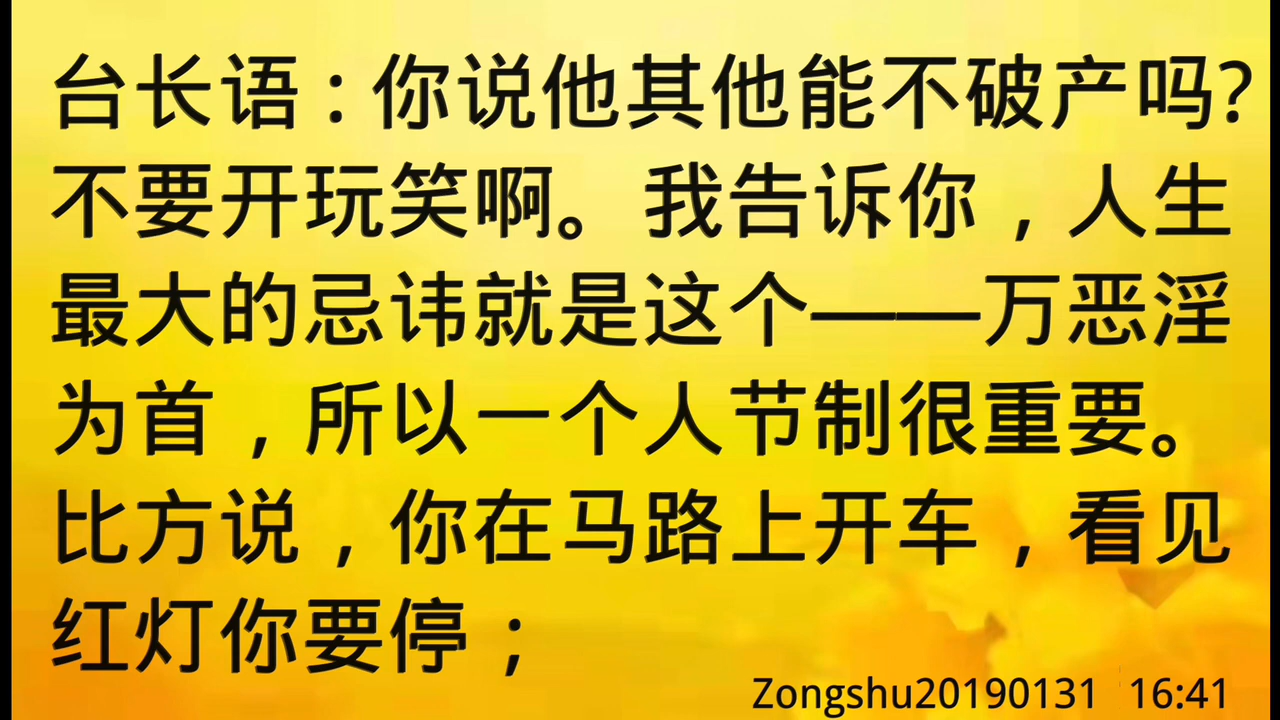 台长语：你说他其他能不破产吗?
不要开玩笑啊。我告诉你，人生
最大的忌讳就是这个——万恶淫
为首，所以一个人节制很重要。
比方说，你在马路上开车，看见
红灯你要停；
Zongshu20190131 16:41